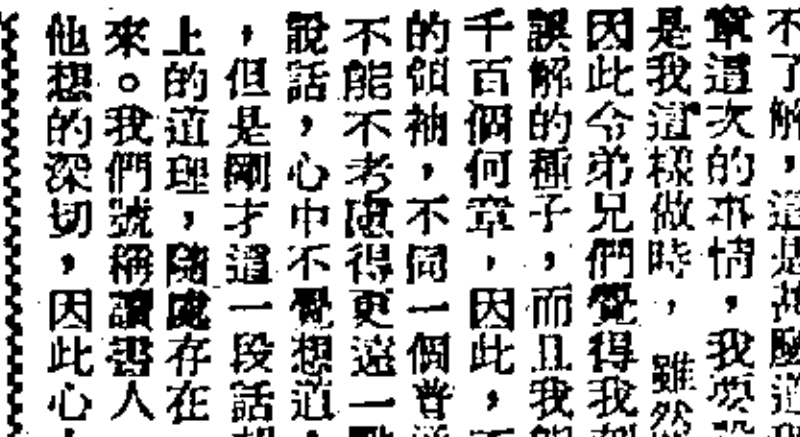 不了解，這是
章這次的事情，我
是我這樣做時，雖然
因此令弟兄們覺得我
誤解的種子，而且我
千百個何章，因此，不
的領袖，不同一個普
不能不考慮得更遠一點
說話，心中不覺想道，
，但是剛才這一段話
上的道理，隨處存在
來。我們號稱讀書人
他想的深切，因此心